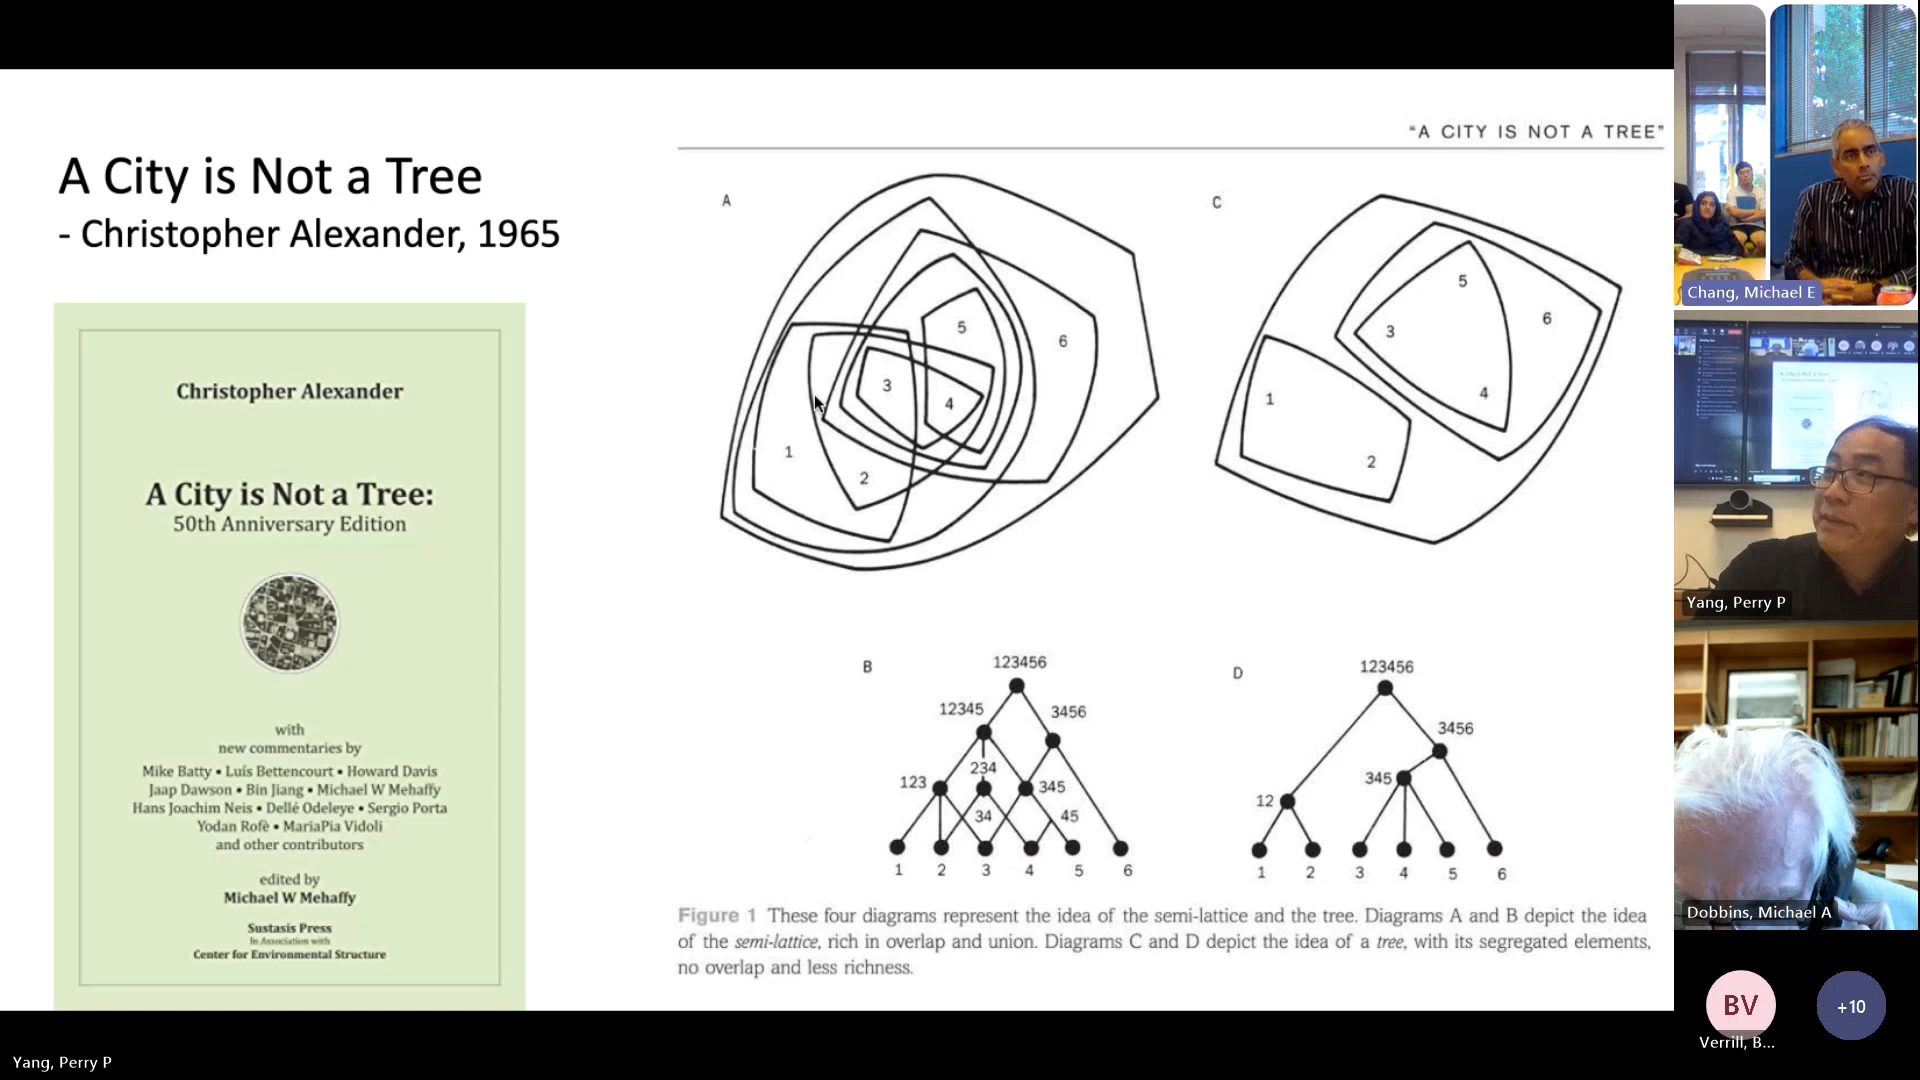 A City is Not a Tree
- Christopher Alexander, 1965
Christopher Alexander
A City is Not a Tree:
50th Anniversary Edition
with
new commentaries by
Mike Batty • Luís Bettencourt • Howard Davis
Jaap Dawson • Bin Jiang • Michael W Mehaffy
Hans Joachim Neis • Dellé Odeleye • Sergio Porta
Yodan Rofè • MariaPia Vidoli
and other contributors
edited by
Michael W Mehaffy
Sustasis Press
In Association with
Center for Environmental Structure
"A CITY IS NOT A TREE"
A
5
6
3
4
1
2
C
5
6
3
4
1
2
B
123456
12345
3456
234
123
345
34
45
1 2 3 4 5 6
D
123456
3456
345
12
1 2 3 4 5 6
Figure 1 These four diagrams represent the idea of the semi-lattice and the tree. Diagrams A and B depict the idea
of the semi-lattice, rich in overlap and union. Diagrams C and D depict the idea of a tree, with its segregated elements,
no overlap and less richness.
Chang, Michael E
Yang, Perry P
Dobbins, Michael A
BV
+10
Verrill, B...
Yang, Perry P